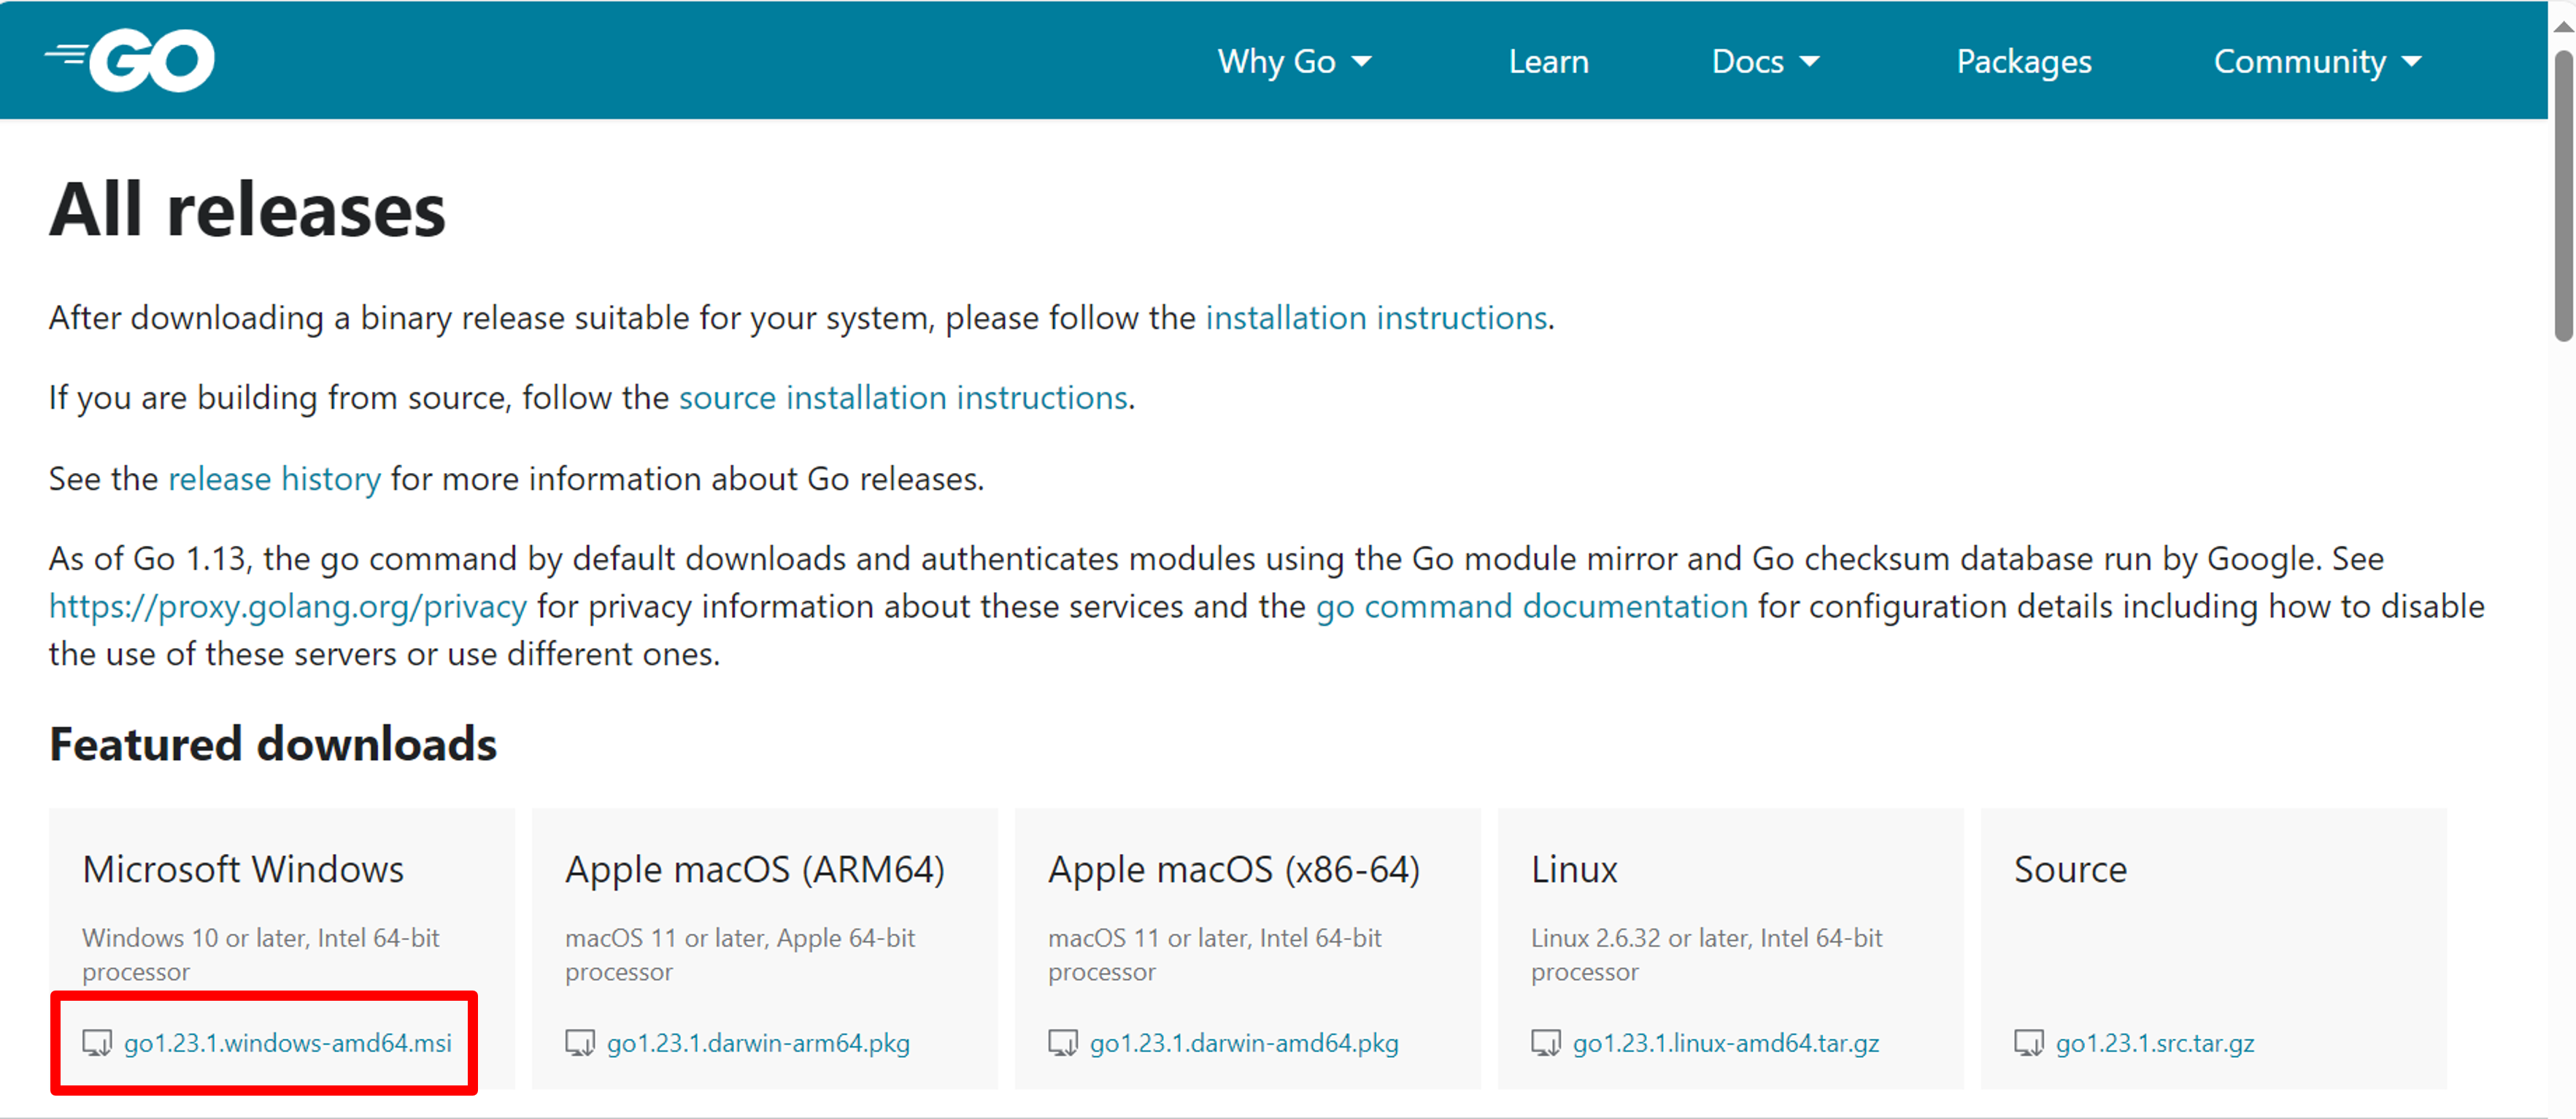 GO
Why Go
Learn
Docs
Packages
Community
All releases
After downloading a binary release suitable for your system, please follow the installation instructions.
If you are building from source, follow the source installation instructions.
See the release history for more information about Go releases.
As of Go 1.13, the go command by default downloads and authenticates modules using the Go module mirror and Go checksum database run by Google. See
https://proxy.golang.org/privacy for privacy information about these services and the go command documentation for configuration details including how to disable
the use of these servers or use different ones.
Featured downloads
Microsoft Windows
Windows 10 or later, Intel 64-bit
processor
go1.23.1.windows-amd64.msi
Apple macOS (ARM64)
macOS 11 or later, Apple 64-bit
processor
go1.23.1.darwin-arm64.pkg
Apple macOS (x86-64)
macOS 11 or later, Intel 64-bit
processor
go1.23.1.darwin-amd64.pkg
Linux
Linux 2.6.32 or later, Intel 64-bit
processor
go1.23.1.linux-amd64.tar.gz
Source
go1.23.1.src.tar.gz